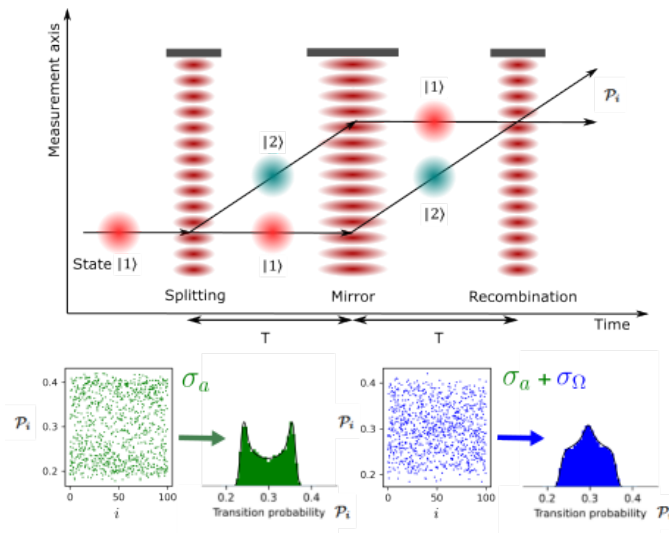 Measurement axis
|1⟩
𝒫ᵢ
|2⟩
|2⟩
State |1⟩
|1⟩
Splitting
Mirror
Recombination
Time
T
T
0.4
0.3
0.2
𝒫ᵢ
0
50
100
i
σₐ
0.2
0.3
0.4
Transition probability 𝒫ᵢ
0.4
0.3
0.2
𝒫ᵢ
0
50
100
i
σₐ + σ_Ω
0.2
0.3
0.4
Transition probability 𝒫ᵢ